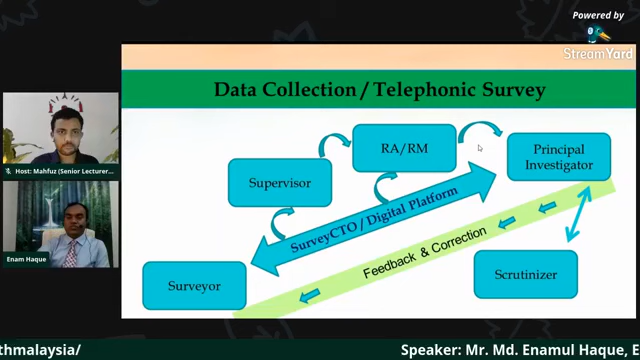 Powered by
StreamYard
Data Collection / Telephonic Survey
RA/RM
Principal
Investigator
Supervisor
SurveyCTO / Digital Platform
Feedback & Correction
Surveyor
Scrutinizer
Host: Mahfuz (Senior Lecturer...
Enam Haque
thmalaysia/
Speaker: Mr. Md. Enamul Haque, E